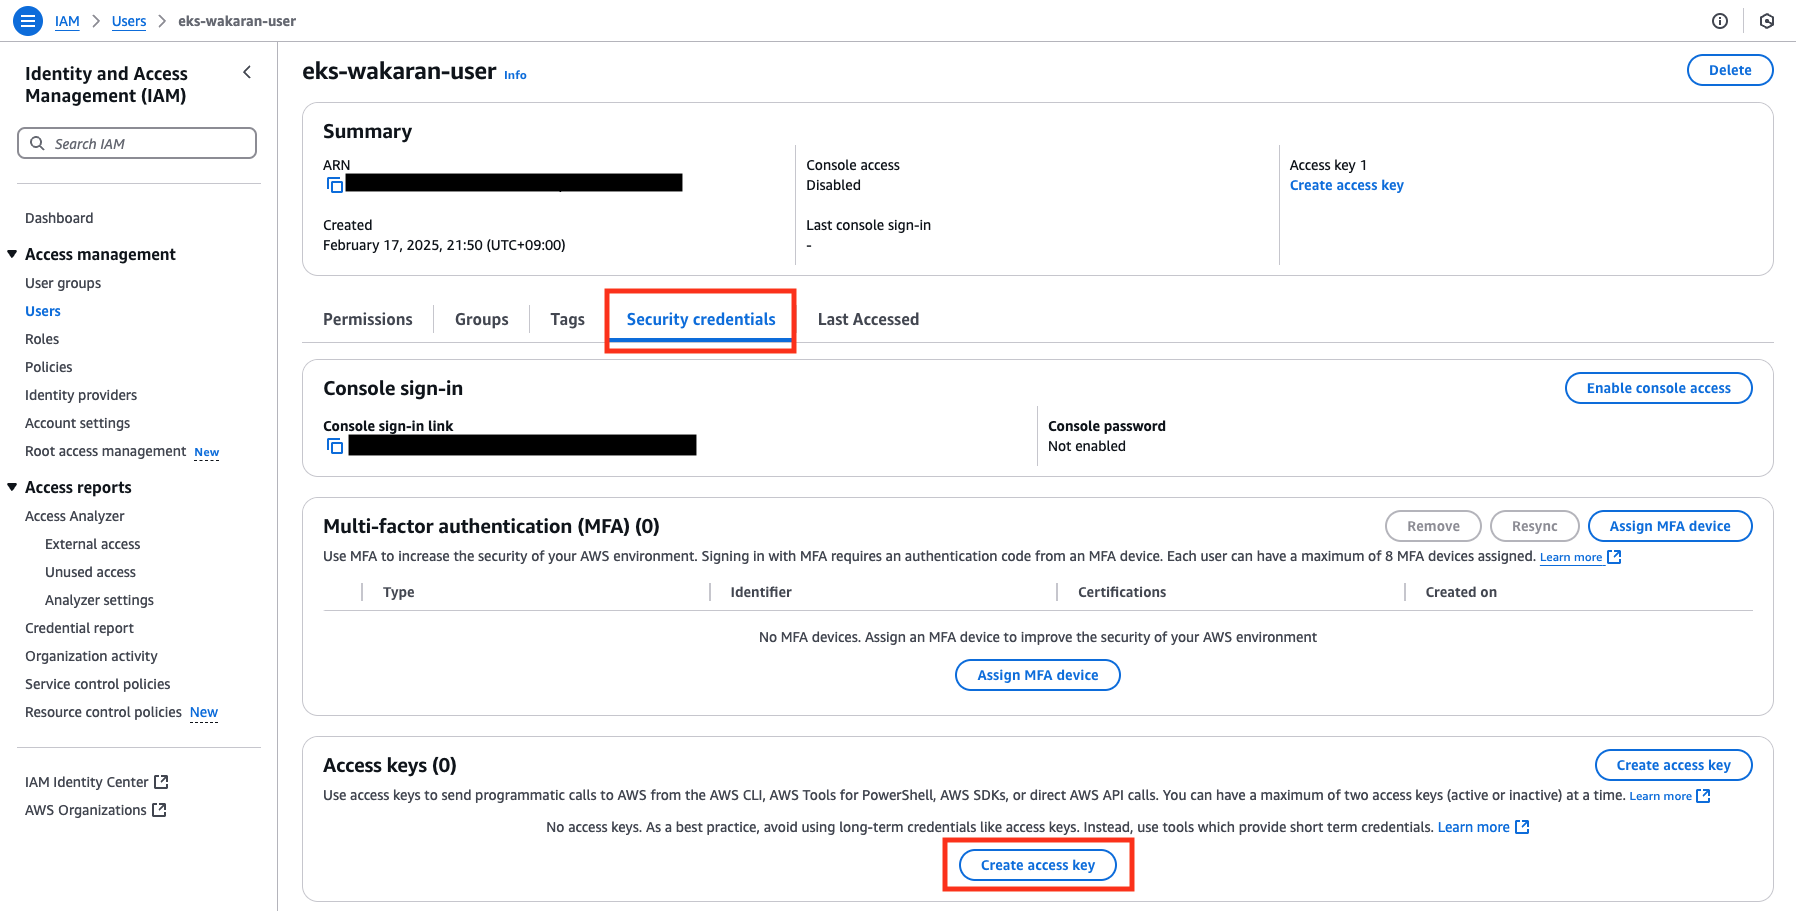 IAM > Users > eks-wakaran-user
Identity and Access
Management (IAM)
Search IAM
Dashboard
Access management
User groups
Users
Roles
Policies
Identity providers
Account settings
Root access management New
Access reports
Access Analyzer
External access
Unused access
Analyzer settings
Credential report
Organization activity
Service control policies
Resource control policies New
IAM Identity Center
AWS Organizations
eks-wakaran-user Info
Delete
Summary
ARN
Created
February 17, 2025, 21:50 (UTC+09:00)
Console access
Disabled
Last console sign-in
-
Access key 1
Create access key
Permissions Groups Tags Security credentials Last Accessed
Console sign-in
Enable console access
Console sign-in link
Console password
Not enabled
Multi-factor authentication (MFA) (0)
Remove Resync Assign MFA device
Use MFA to increase the security of your AWS environment. Signing in with MFA requires an authentication code from an MFA device. Each user can have a maximum of 8 MFA devices assigned. Learn more
Type Identifier Certifications Created on
No MFA devices. Assign an MFA device to improve the security of your AWS environment
Assign MFA device
Access keys (0)
Create access key
Use access keys to send programmatic calls to AWS from the AWS CLI, AWS Tools for PowerShell, AWS SDKs, or direct AWS API calls. You can have a maximum of two access keys (active or inactive) at a time. Learn more
No access keys. As a best practice, avoid using long-term credentials like access keys. Instead, use tools which provide short term credentials. Learn more
Create access key